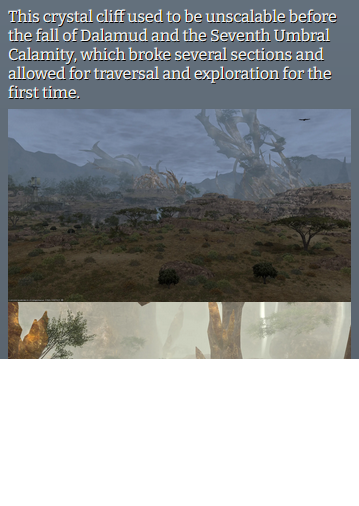 This crystal cliff used to be unscalable before
the fall of Dalamud and the Seventh Umbral
Calamity, which broke several sections and
allowed for traversal and exploration for the
first time.